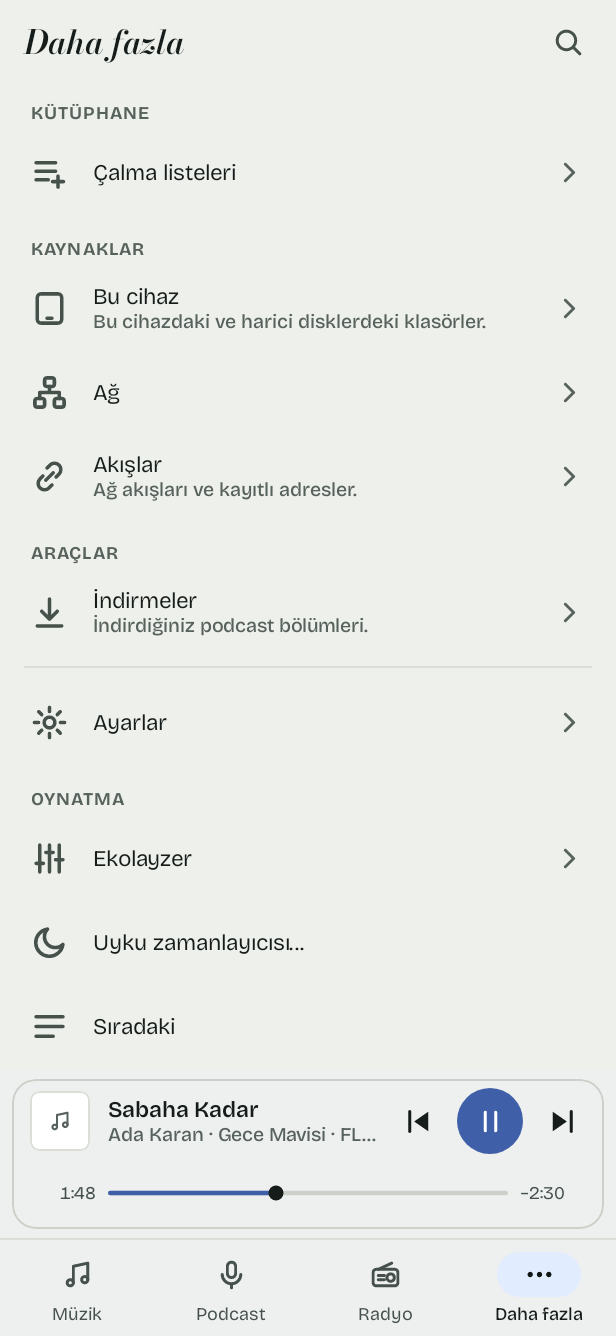 Daha fazla
KÜTÜPHANE
Çalma listeleri
KAYNAKLAR
Bu cihaz
Bu cihazdaki ve harici disklerdeki klasörler.
Ağ
Akışlar
Ağ akışları ve kayıtlı adresler.
ARAÇLAR
İndirmeler
İndirdiğiniz podcast bölümleri.
Ayarlar
OYNATMA
Ekolayzer
Uyku zamanlayıcısı...
Sıradaki
Sabaha Kadar
Ada Karan · Gece Mavisi · FL...
1:48 -2:30
Müzik Podcast Radyo Daha fazla